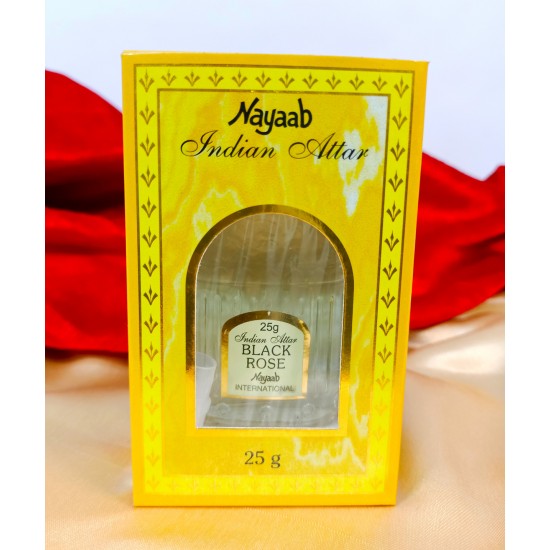 Nayaab
Indian Attar
25g
Indian Attar
BLACK
ROSE
Nayaab
INTERNATIONAL
25 g